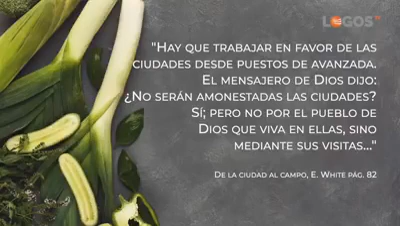 LOGOS
"Hay que trabajar en favor de las
ciudades desde puestos de avanzada.
El mensajero de Dios dijo:
¿No serán amonestadas las ciudades?
Sí; pero no por el pueblo de
Dios que viva en ellas, sino
mediante sus visitas..."
De la ciudad al campo, E. White pág. 82